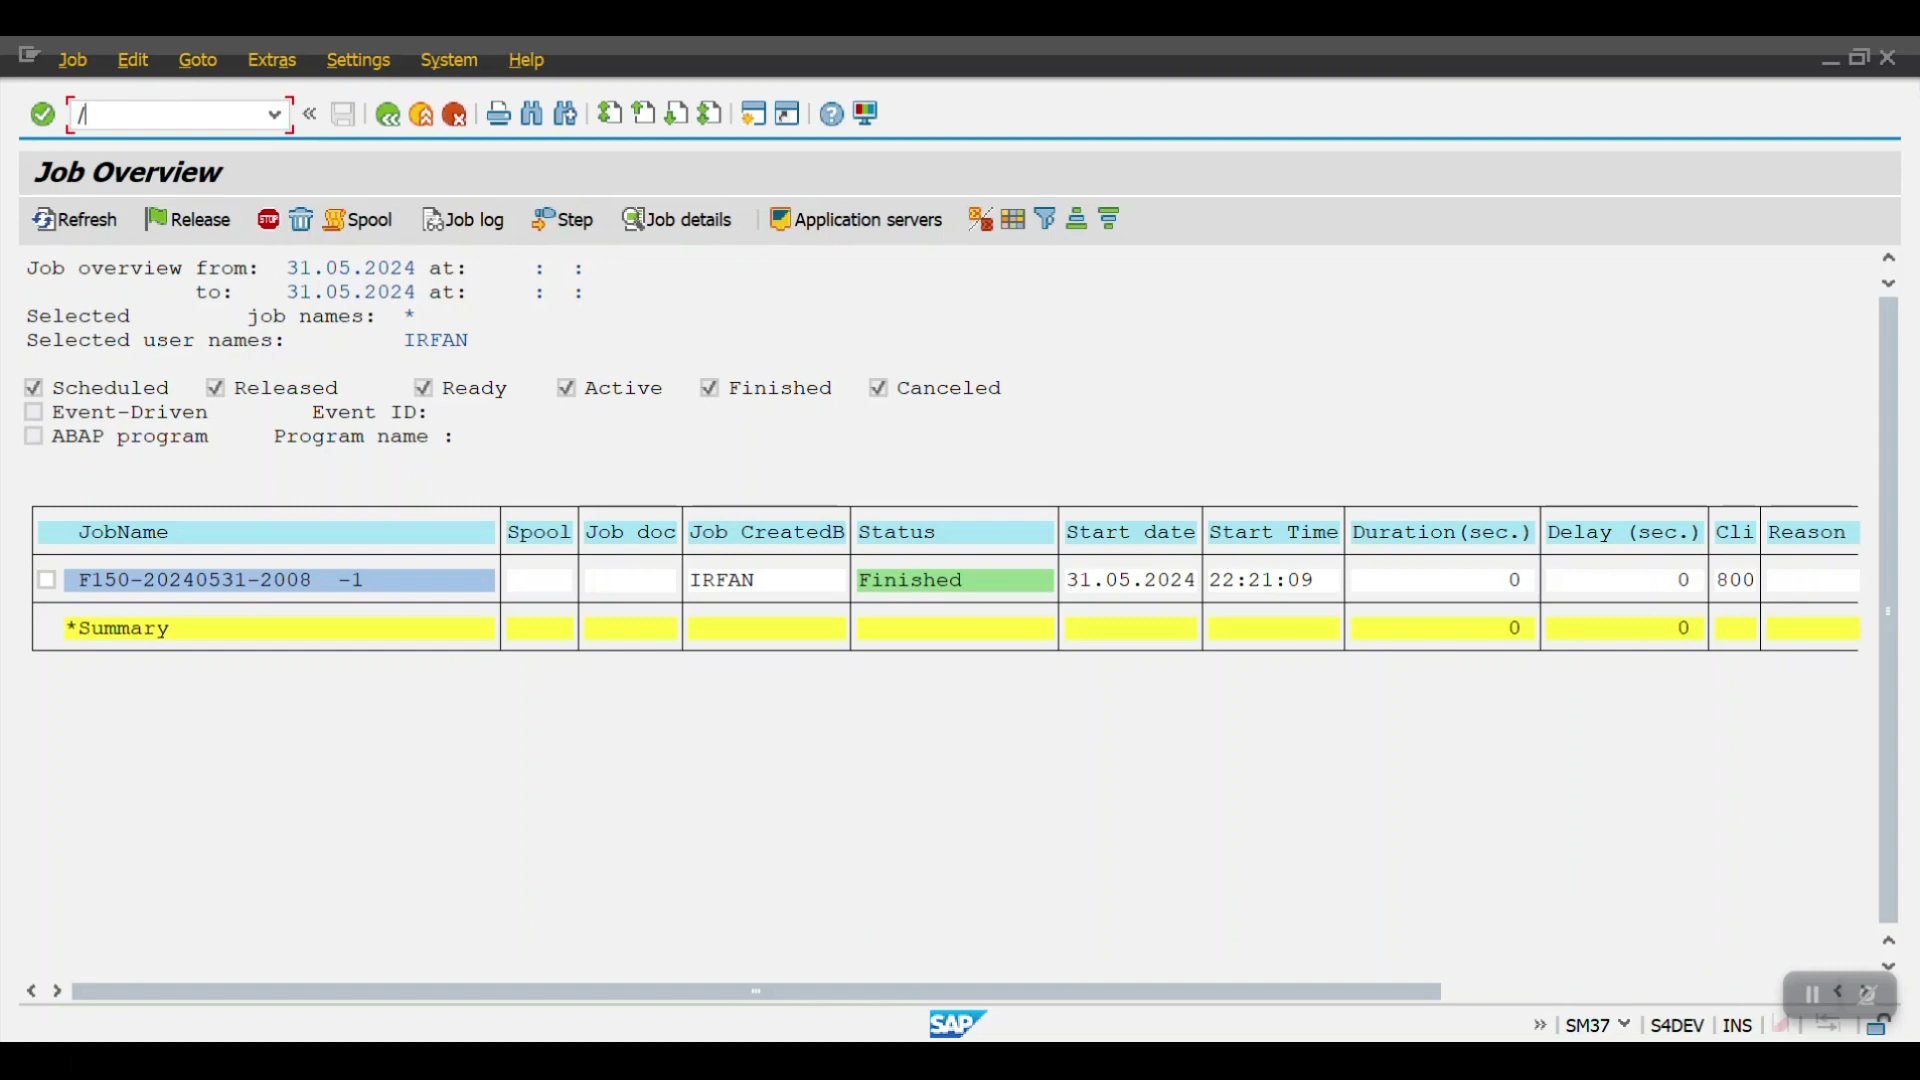 Job Edit Goto Extras Settings System Help
/
Job Overview
Refresh Release STOP Spool Job log Step Job details Application servers
Job overview from: 31.05.2024 at: : :
to: 31.05.2024 at: : :
Selected job names: *
Selected user names: IRFAN
Scheduled Released Ready Active Finished Canceled
Event-Driven Event ID:
ABAP program Program name :
JobName Spool Job doc Job CreatedB Status Start date Start Time Duration(sec.) Delay (sec.) Cli Reason
F150-20240531-2008 -1 IRFAN Finished 31.05.2024 22:21:09 0 0 800
*Summary 0 0
SAP SM37 S4DEV INS